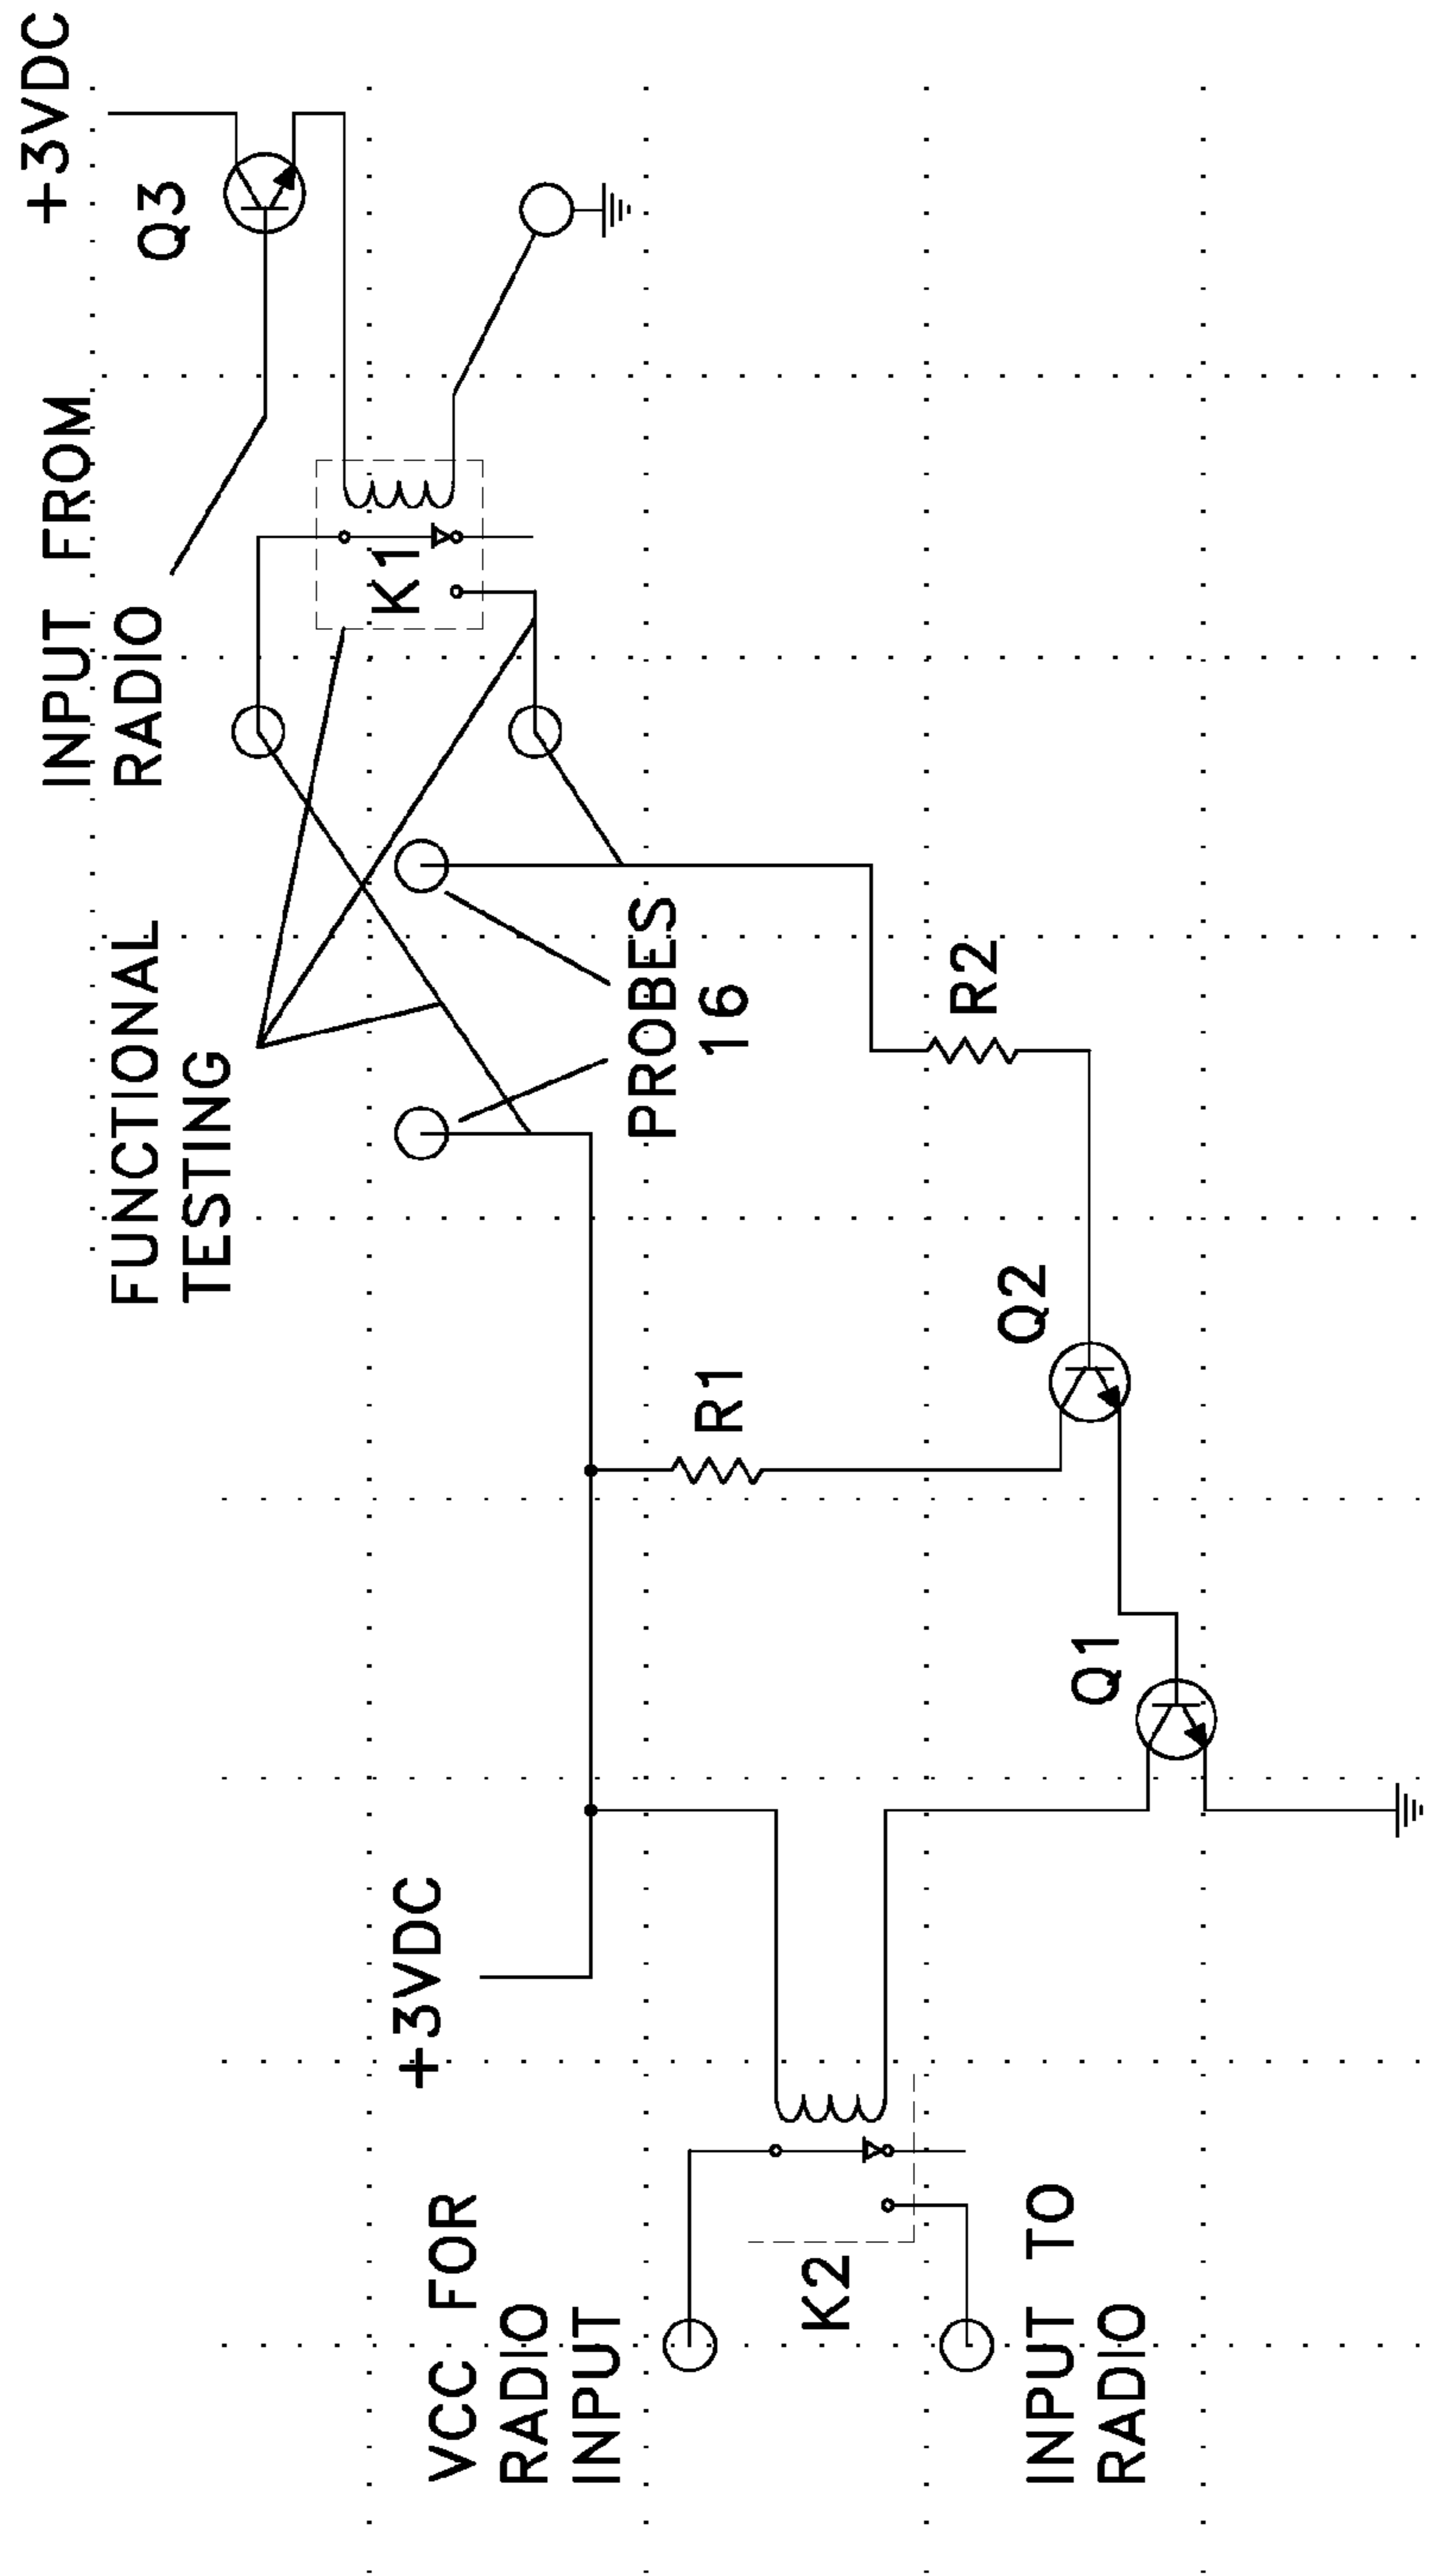 VCC FOR
RADIO
INPUT
K2
INPUT TO
RADIO
+3VDC
Q1
R1
Q2
FUNCTIONAL
TESTING
PROBES
16
R2
INPUT FROM
RADIO
K1
Q3
+3VDC